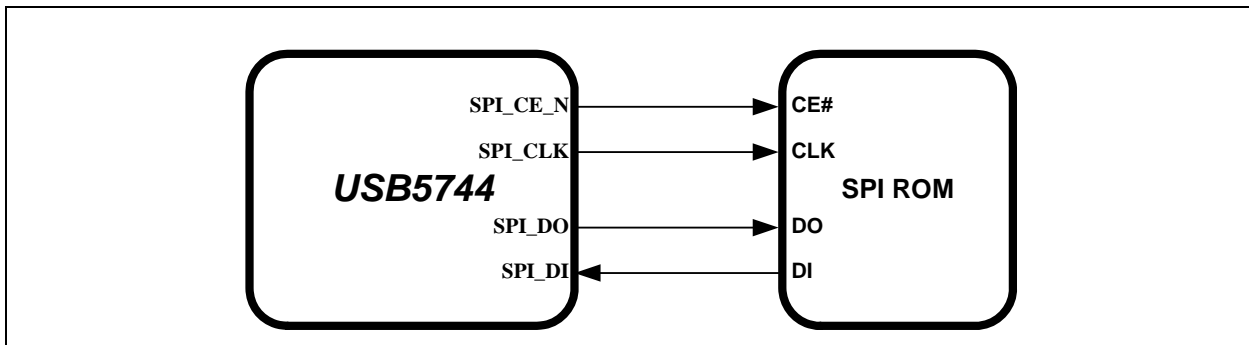 SPI_CE_N CE#
SPI_CLK CLK
USB5744 SPI ROM
SPI_DO DO
SPI_DI DI